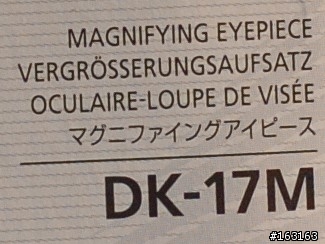 MAGNIFYING EYEPIECE
VERGRÖSSERUNGSAUFSATZ
OCULAIRE-LOUPE DE VISÉE
マグニファイングアイピース
DK-17M
#163163